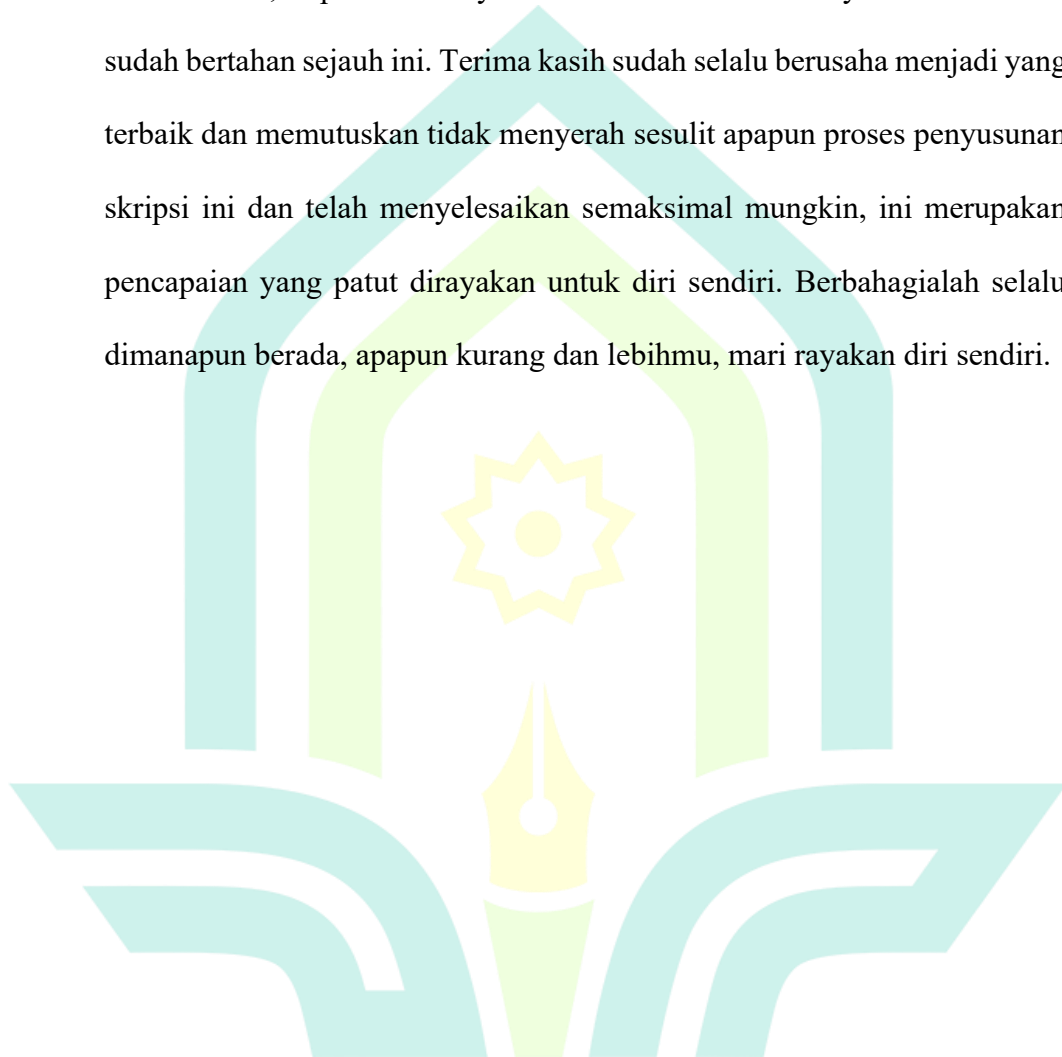 sudah bertahan sejauh ini. Terima kasih sudah selalu berusaha menjadi yang
terbaik dan memutuskan tidak menyerah sesulit apapun proses penyusunan
skripsi ini dan telah menyelesaikan semaksimal mungkin, ini merupakan
pencapaian yang patut dirayakan untuk diri sendiri. Berbahagialah selalu
dimanapun berada, apapun kurang dan lebihmu, mari rayakan diri sendiri.